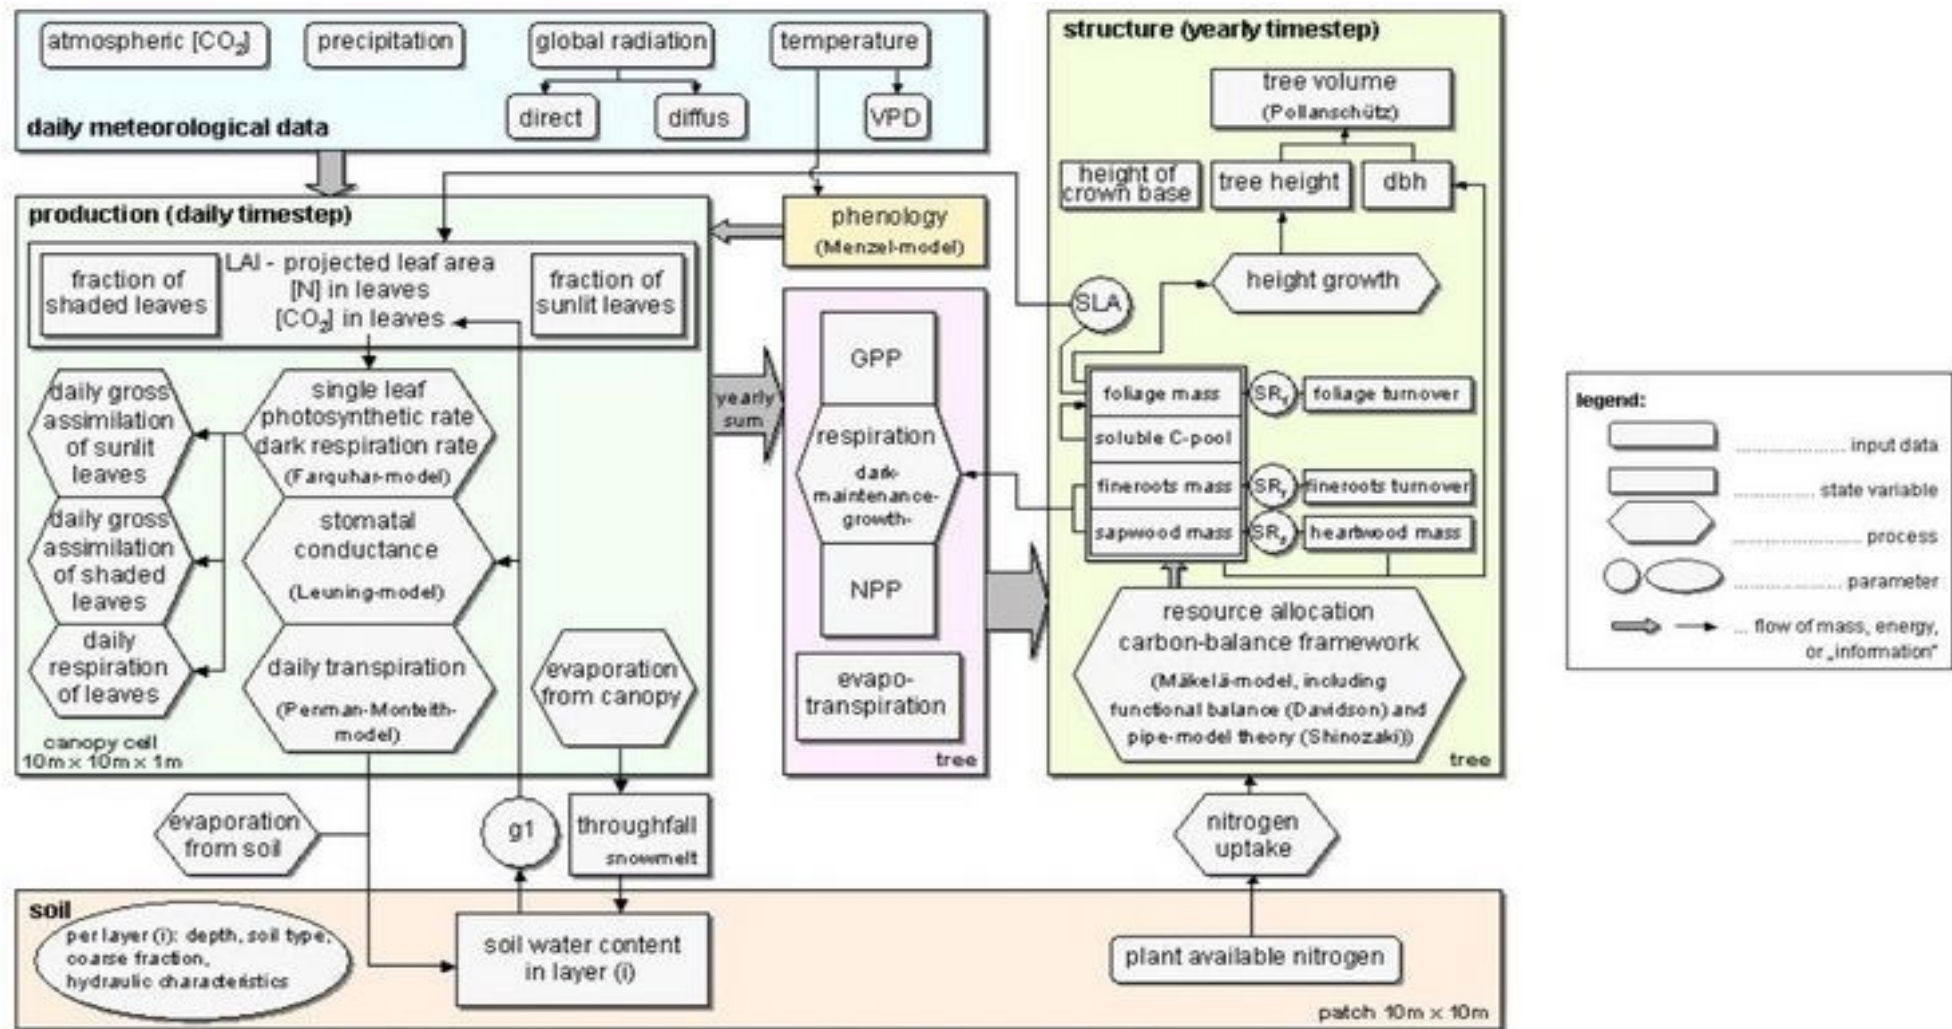 atmospheric [CO₂]
precipitation
global radiation
temperature
direct
diffus
VPD
daily meteorological data
production (daily timestep)
LAI - projected leaf area
[N] in leaves
[CO₂] in leaves
fraction of
shaded leaves
fraction of
sunlit leaves
daily gross
assimilation
of sunlit
leaves
single leaf
photosynthetic rate
dark respiration rate
(Farquhar-model)
daily gross
assimilation
of shaded
leaves
stomatal
conductance
(Leuning-model)
daily
respiration
of leaves
daily transpiration
(Penman-Monteith-
model)
evaporation
from canopy
canopy cell
10m x 10m x 1m
phenology
(Menzel-model)
yearly
sum
GPP
respiration
dark-
maintenance-
growth-
NPP
evapo-
transpiration
tree
structure (yearly timestep)
tree volume
(Pollanschütz)
height of
crown base
tree height
dbh
height growth
SLA
foliage mass
SRf
foliage turnover
soluble C-pool
fineroots mass
SRr
fineroots turnover
sapwood mass
SRs
heartwood mass
resource allocation
carbon-balance framework
(Mäkelä-model, including
functional balance (Davidson) and
pipe-model theory (Shinozaki))
tree
evaporation
from soil
g1
throughfall
snowmelt
nitrogen
uptake
soil
per layer (i): depth, soil type,
coarse fraction,
hydraulic characteristics
soil water content
in layer (i)
plant available nitrogen
patch 10m x 10m
legend:
.................... input data
............... state variable
..................... process
.................... parameter
... flow of mass, energy,
or „information"